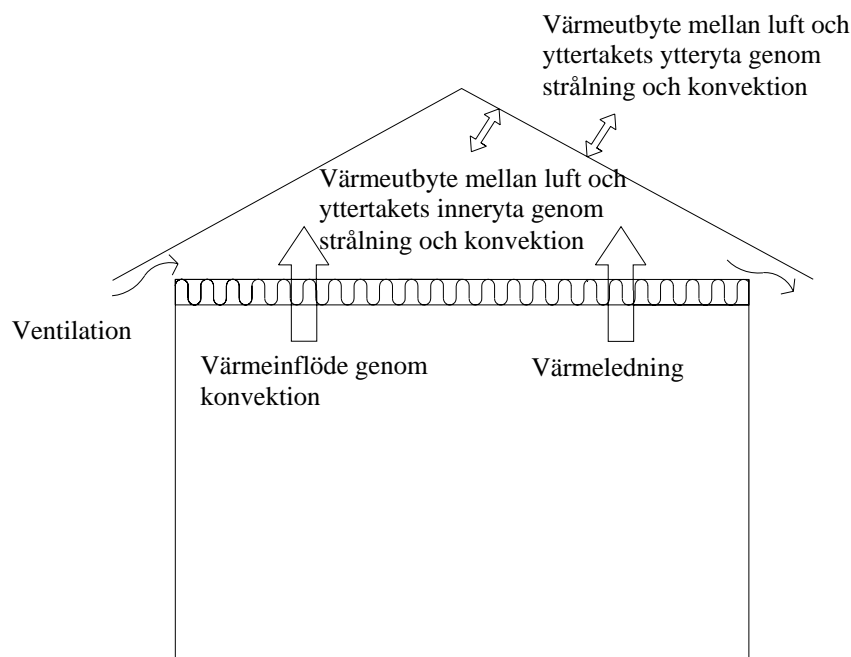 Värmeutbyte mellan luft och
yttertakets ytteryta genom
strålning och konvektion
Värmeutbyte mellan luft och
yttertakets inneryta genom
strålning och konvektion
Ventilation
Värmeinflöde genom
konvektion
Värmeledning